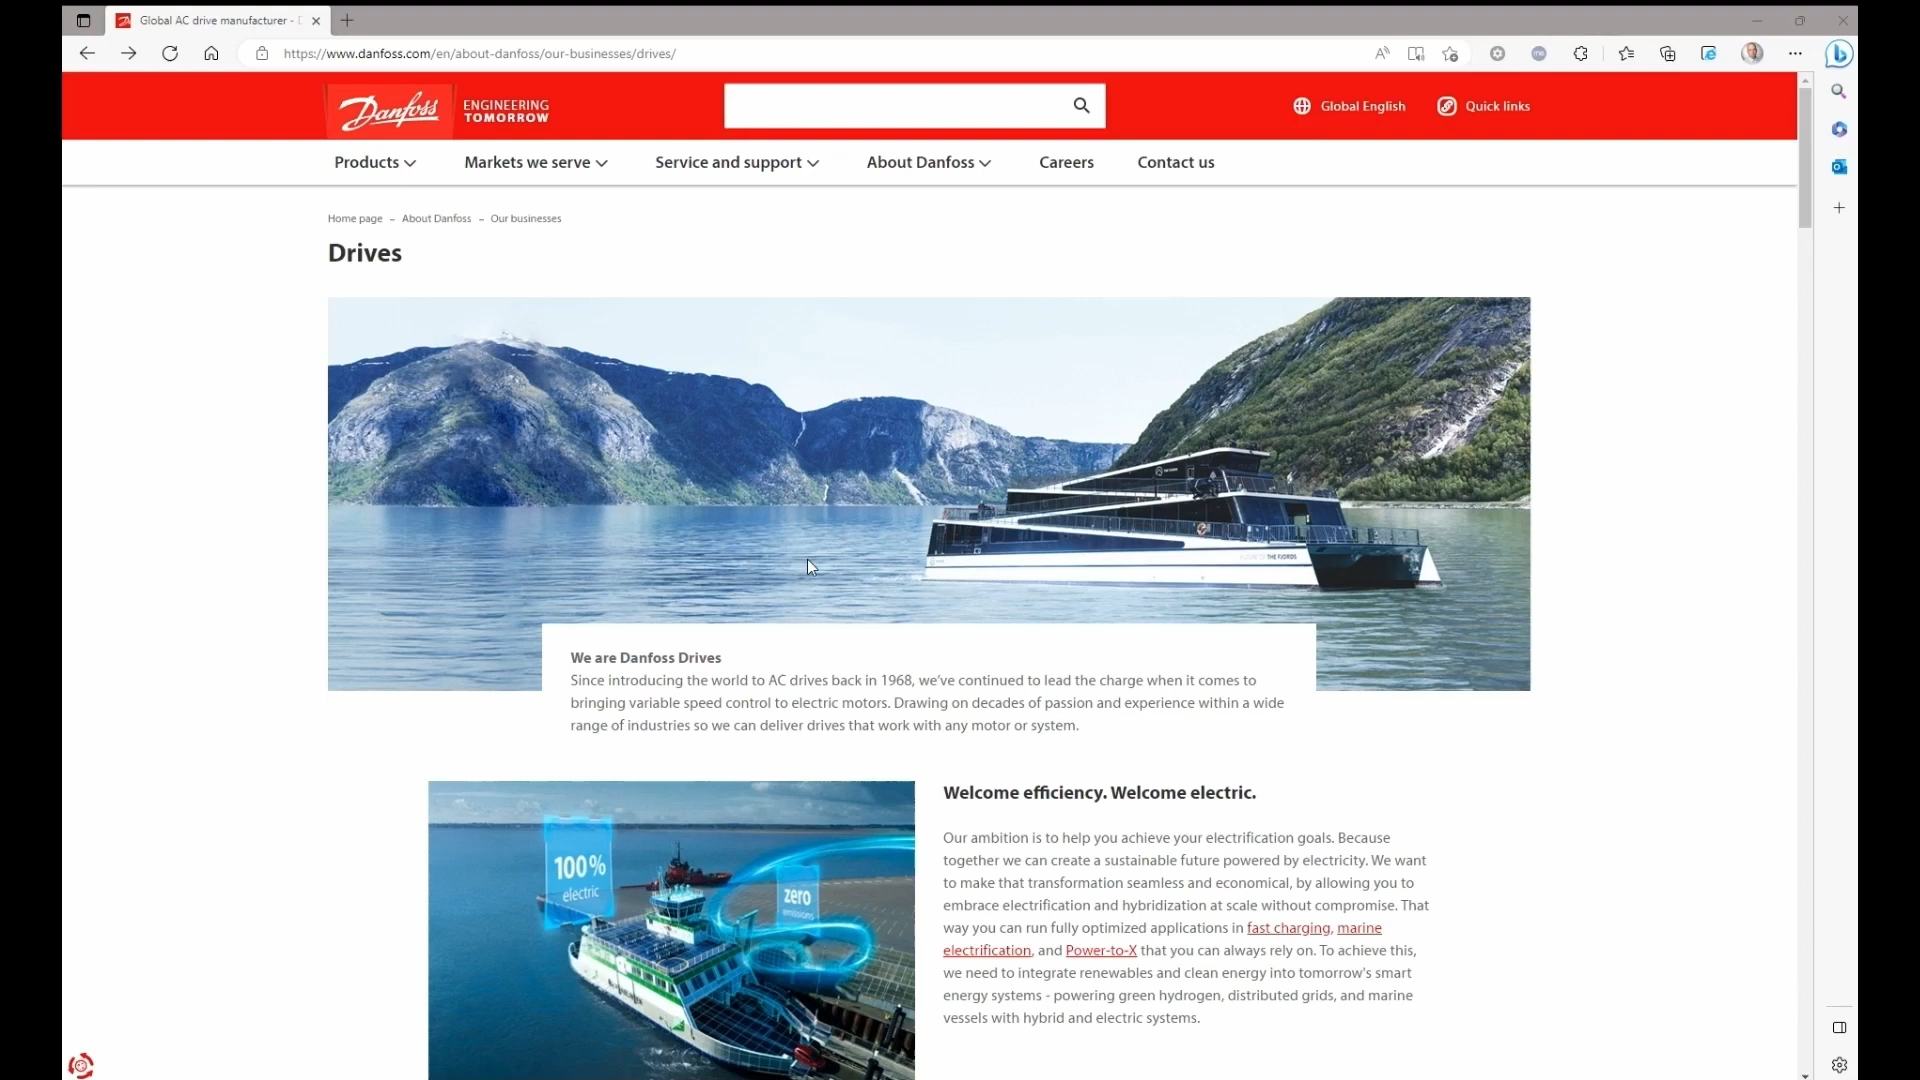 Global AC drive manufacturer -
https://www.danfoss.com/en/about-danfoss/our-businesses/drives/
Danfoss
ENGINEERING
TOMORROW
Global English
Quick links
Products
Markets we serve
Service and support
About Danfoss
Careers
Contact us
Home page – About Danfoss – Our businesses
Drives
THE FJORDS
We are Danfoss Drives
Since introducing the world to AC drives back in 1968, we've continued to lead the charge when it comes to
bringing variable speed control to electric motors. Drawing on decades of passion and experience within a wide
range of industries so we can deliver drives that work with any motor or system.
100%
electric
zero
emissions
Welcome efficiency. Welcome electric.
Our ambition is to help you achieve your electrification goals. Because
together we can create a sustainable future powered by electricity. We want
to make that transformation seamless and economical, by allowing you to
embrace electrification and hybridization at scale without compromise. That
way you can run fully optimized applications in fast charging, marine
electrification, and Power-to-X that you can always rely on. To achieve this,
we need to integrate renewables and clean energy into tomorrow's smart
energy systems - powering green hydrogen, distributed grids, and marine
vessels with hybrid and electric systems.